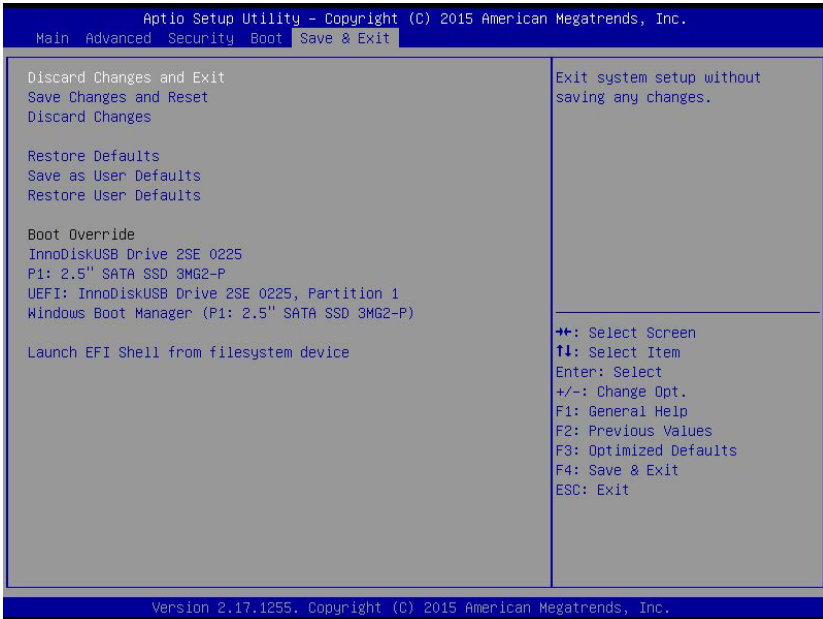 Aptio Setup Utility – Copyright (C) 2015 American Megatrends, Inc.
Main Advanced Security Boot Save & Exit
Discard Changes and Exit
Save Changes and Reset
Discard Changes
Restore Defaults
Save as User Defaults
Restore User Defaults
Boot Override
InnoDiskUSB Drive 2SE 0225
P1: 2.5" SATA SSD 3MG2-P
UEFI: InnoDiskUSB Drive 2SE 0225, Partition 1
Windows Boot Manager (P1: 2.5" SATA SSD 3MG2-P)
Launch EFI Shell from filesystem device
Exit system setup without
saving any changes.
→←: Select Screen
↑↓: Select Item
Enter: Select
+/-: Change Opt.
F1: General Help
F2: Previous Values
F3: Optimized Defaults
F4: Save & Exit
ESC: Exit
Version 2.17.1255. Copyright (C) 2015 American Megatrends, Inc.